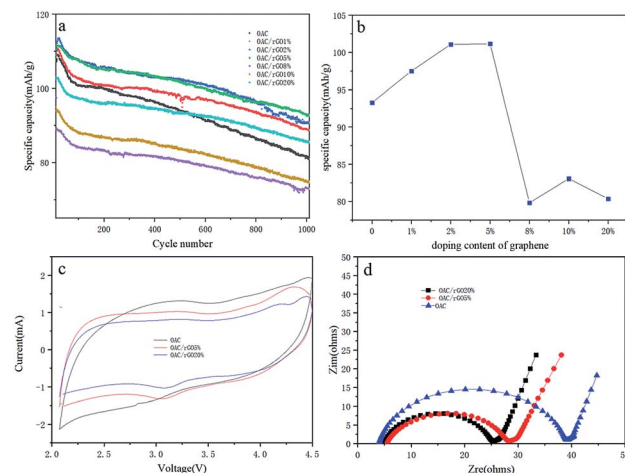 a
OAC
OAC/rGO1%
OAC/rGO2%
OAC/rGO5%
OAC/rGO8%
OAC/rGO10%
OAC/rGO20%
120
100
80
Specific capacity(mAh/g)
200
400
600
800
1000
Cycle number
b
105
100
95
90
85
80
specific capacity(mAh/g)
0
1%
2%
5%
8%
10%
20%
doping content of graphene
c
OAC
OAC/rGO5%
OAC/rGO20%
2
1
0
-1
-2
Current(mA)
2.0
2.5
3.0
3.5
4.0
4.5
Voltage(V)
d
OAC/rGO20%
OAC/rGO5%
OAC
50
45
40
35
30
25
20
15
10
5
0
Zim(ohms)
0
10
20
30
40
5
Zre(ohms)